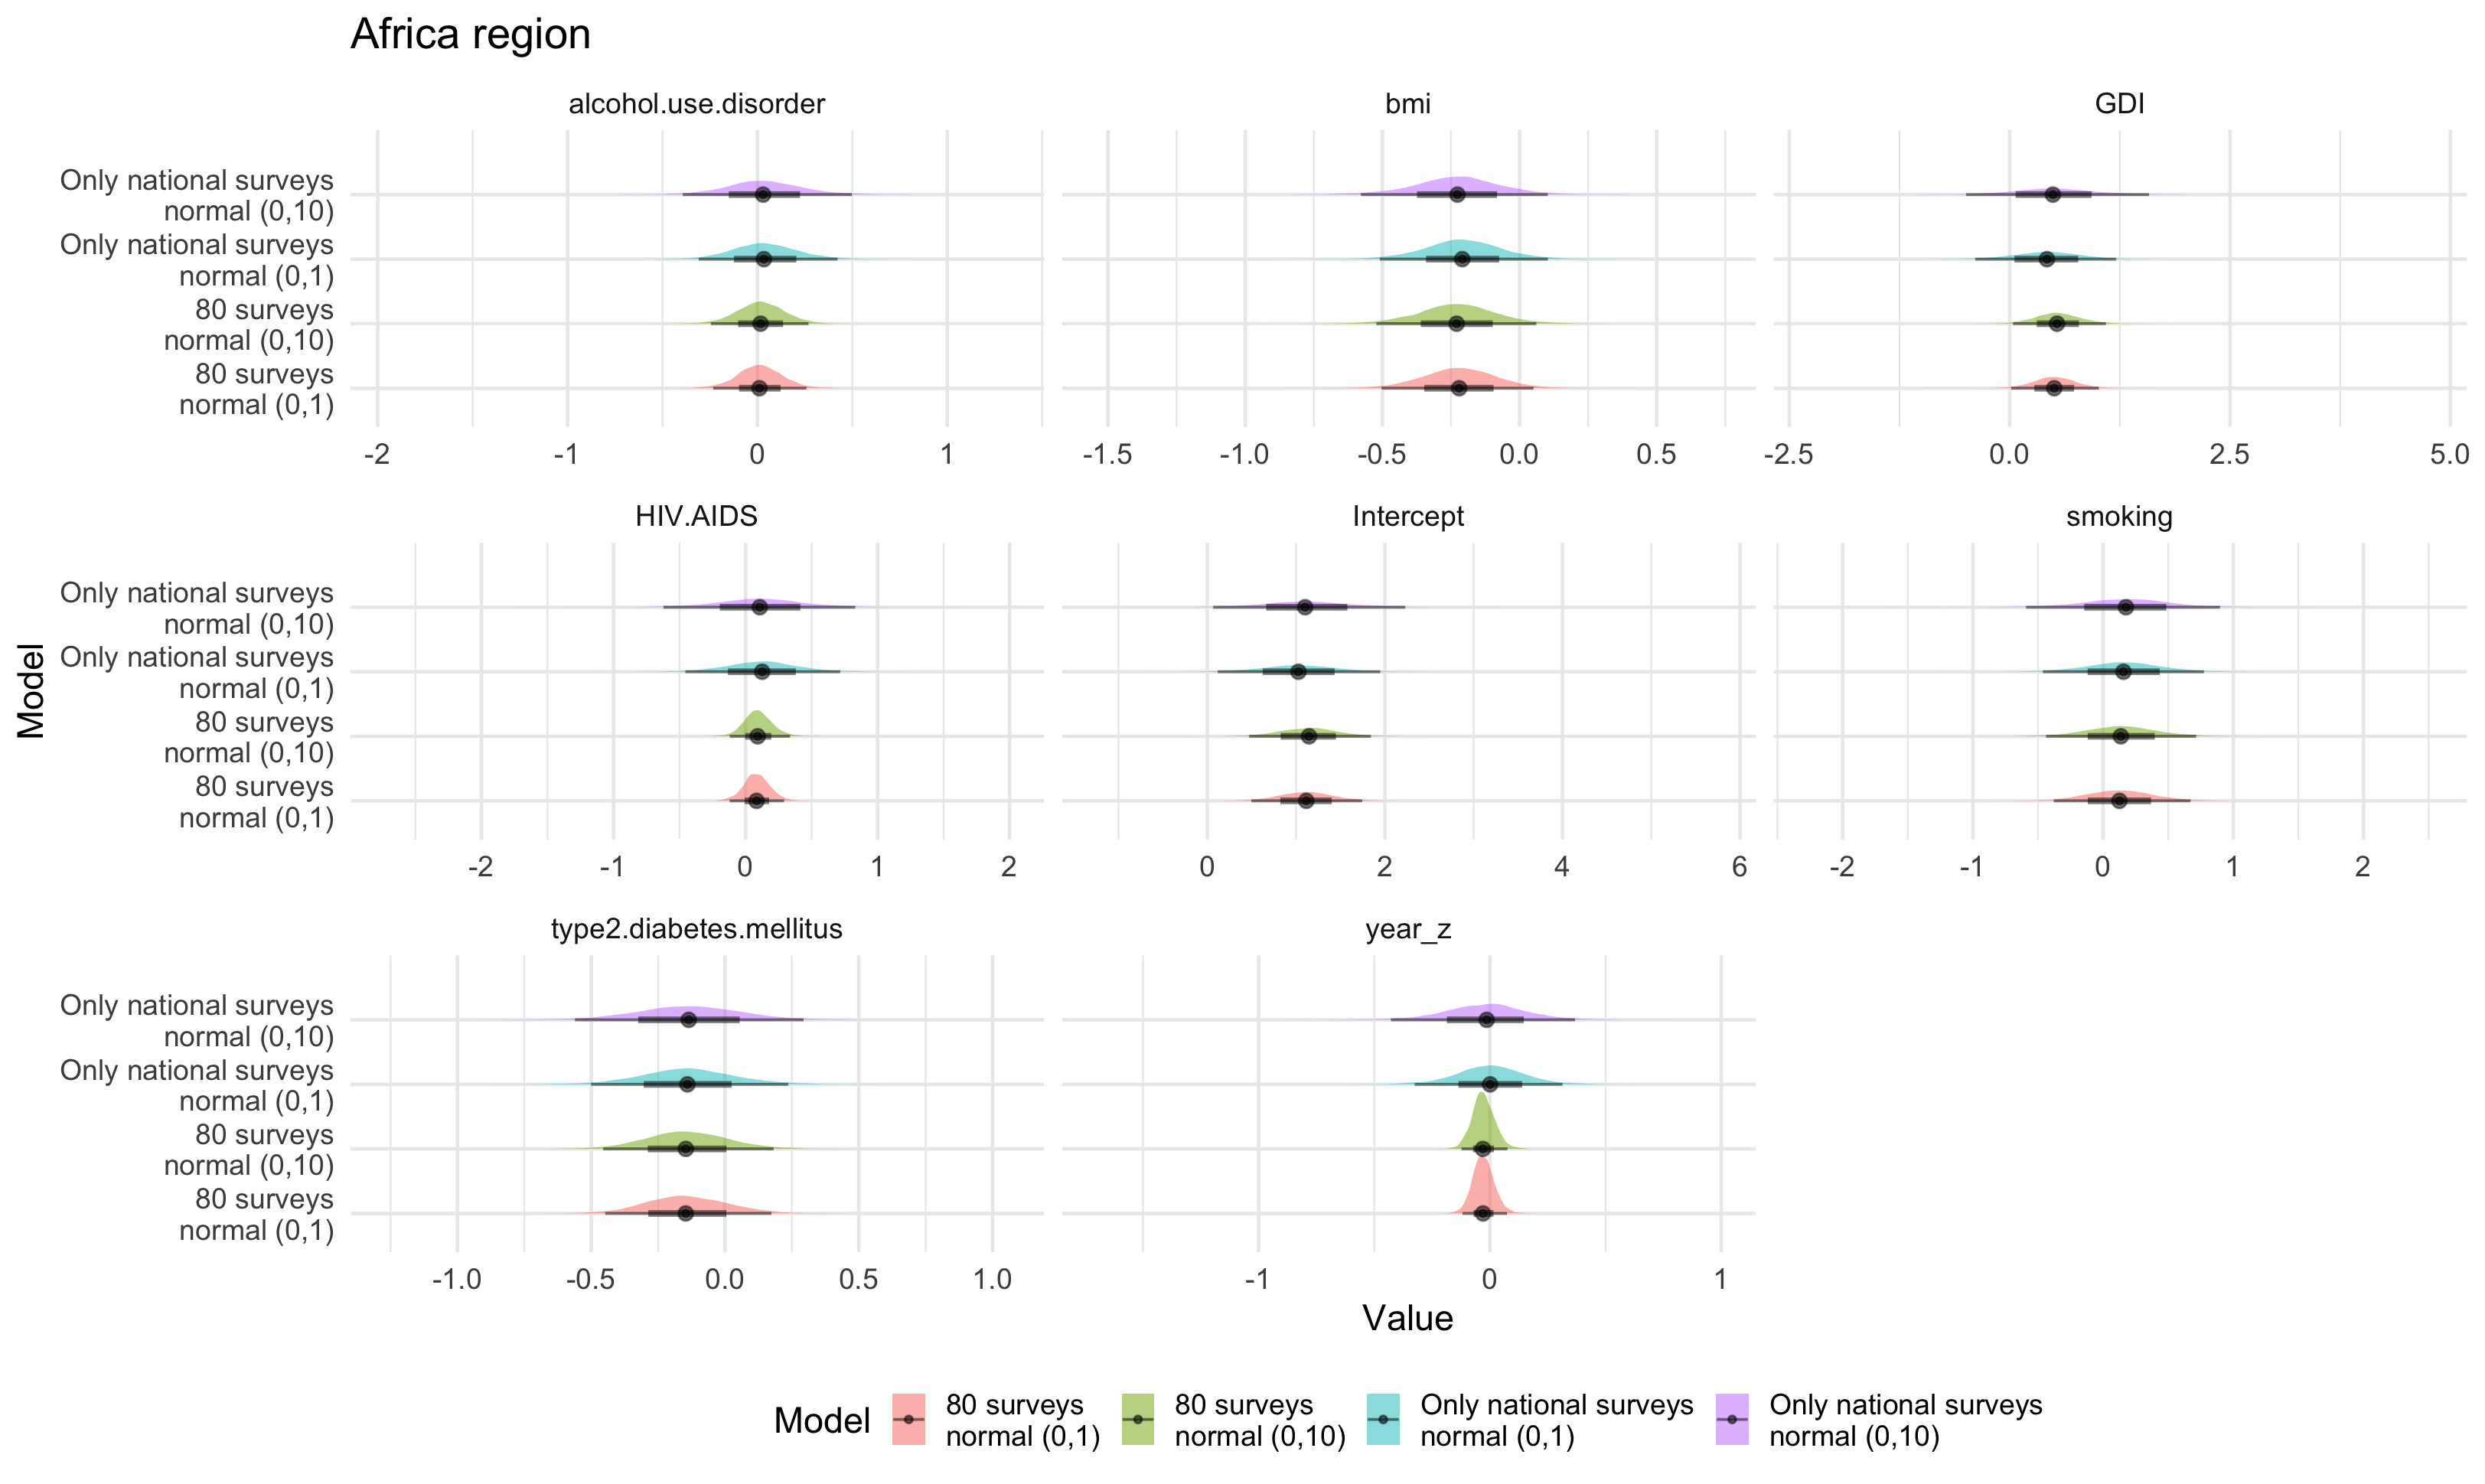 Africa region
alcohol.use.disorder
bmi
GDI
Only national surveys
normal (0,10)
Only national surveys
normal (0,1)
80 surveys
normal (0,10)
80 surveys
normal (0,1)
-2 -1 0 1
-1.5 -1.0 -0.5 0.0 0.5
-2.5 0.0 2.5 5.0
HIV.AIDS
Intercept
smoking
Model
Only national surveys
normal (0,10)
Only national surveys
normal (0,1)
80 surveys
normal (0,10)
80 surveys
normal (0,1)
-2 -1 0 1 2
0 2 4 6
-2 -1 0 1 2
type2.diabetes.mellitus
year_z
Only national surveys
normal (0,10)
Only national surveys
normal (0,1)
80 surveys
normal (0,10)
80 surveys
normal (0,1)
-1.0 -0.5 0.0 0.5 1.0
-1 0 1
Value
Model
80 surveys
normal (0,1)
80 surveys
normal (0,10)
Only national surveys
normal (0,1)
Only national surveys
normal (0,10)